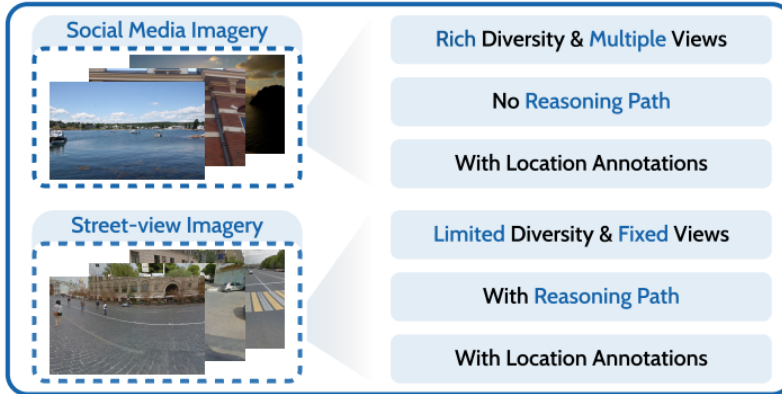 Social Media Imagery
Rich Diversity & Multiple Views
No Reasoning Path
With Location Annotations
Street-view Imagery
Limited Diversity & Fixed Views
With Reasoning Path
With Location Annotations